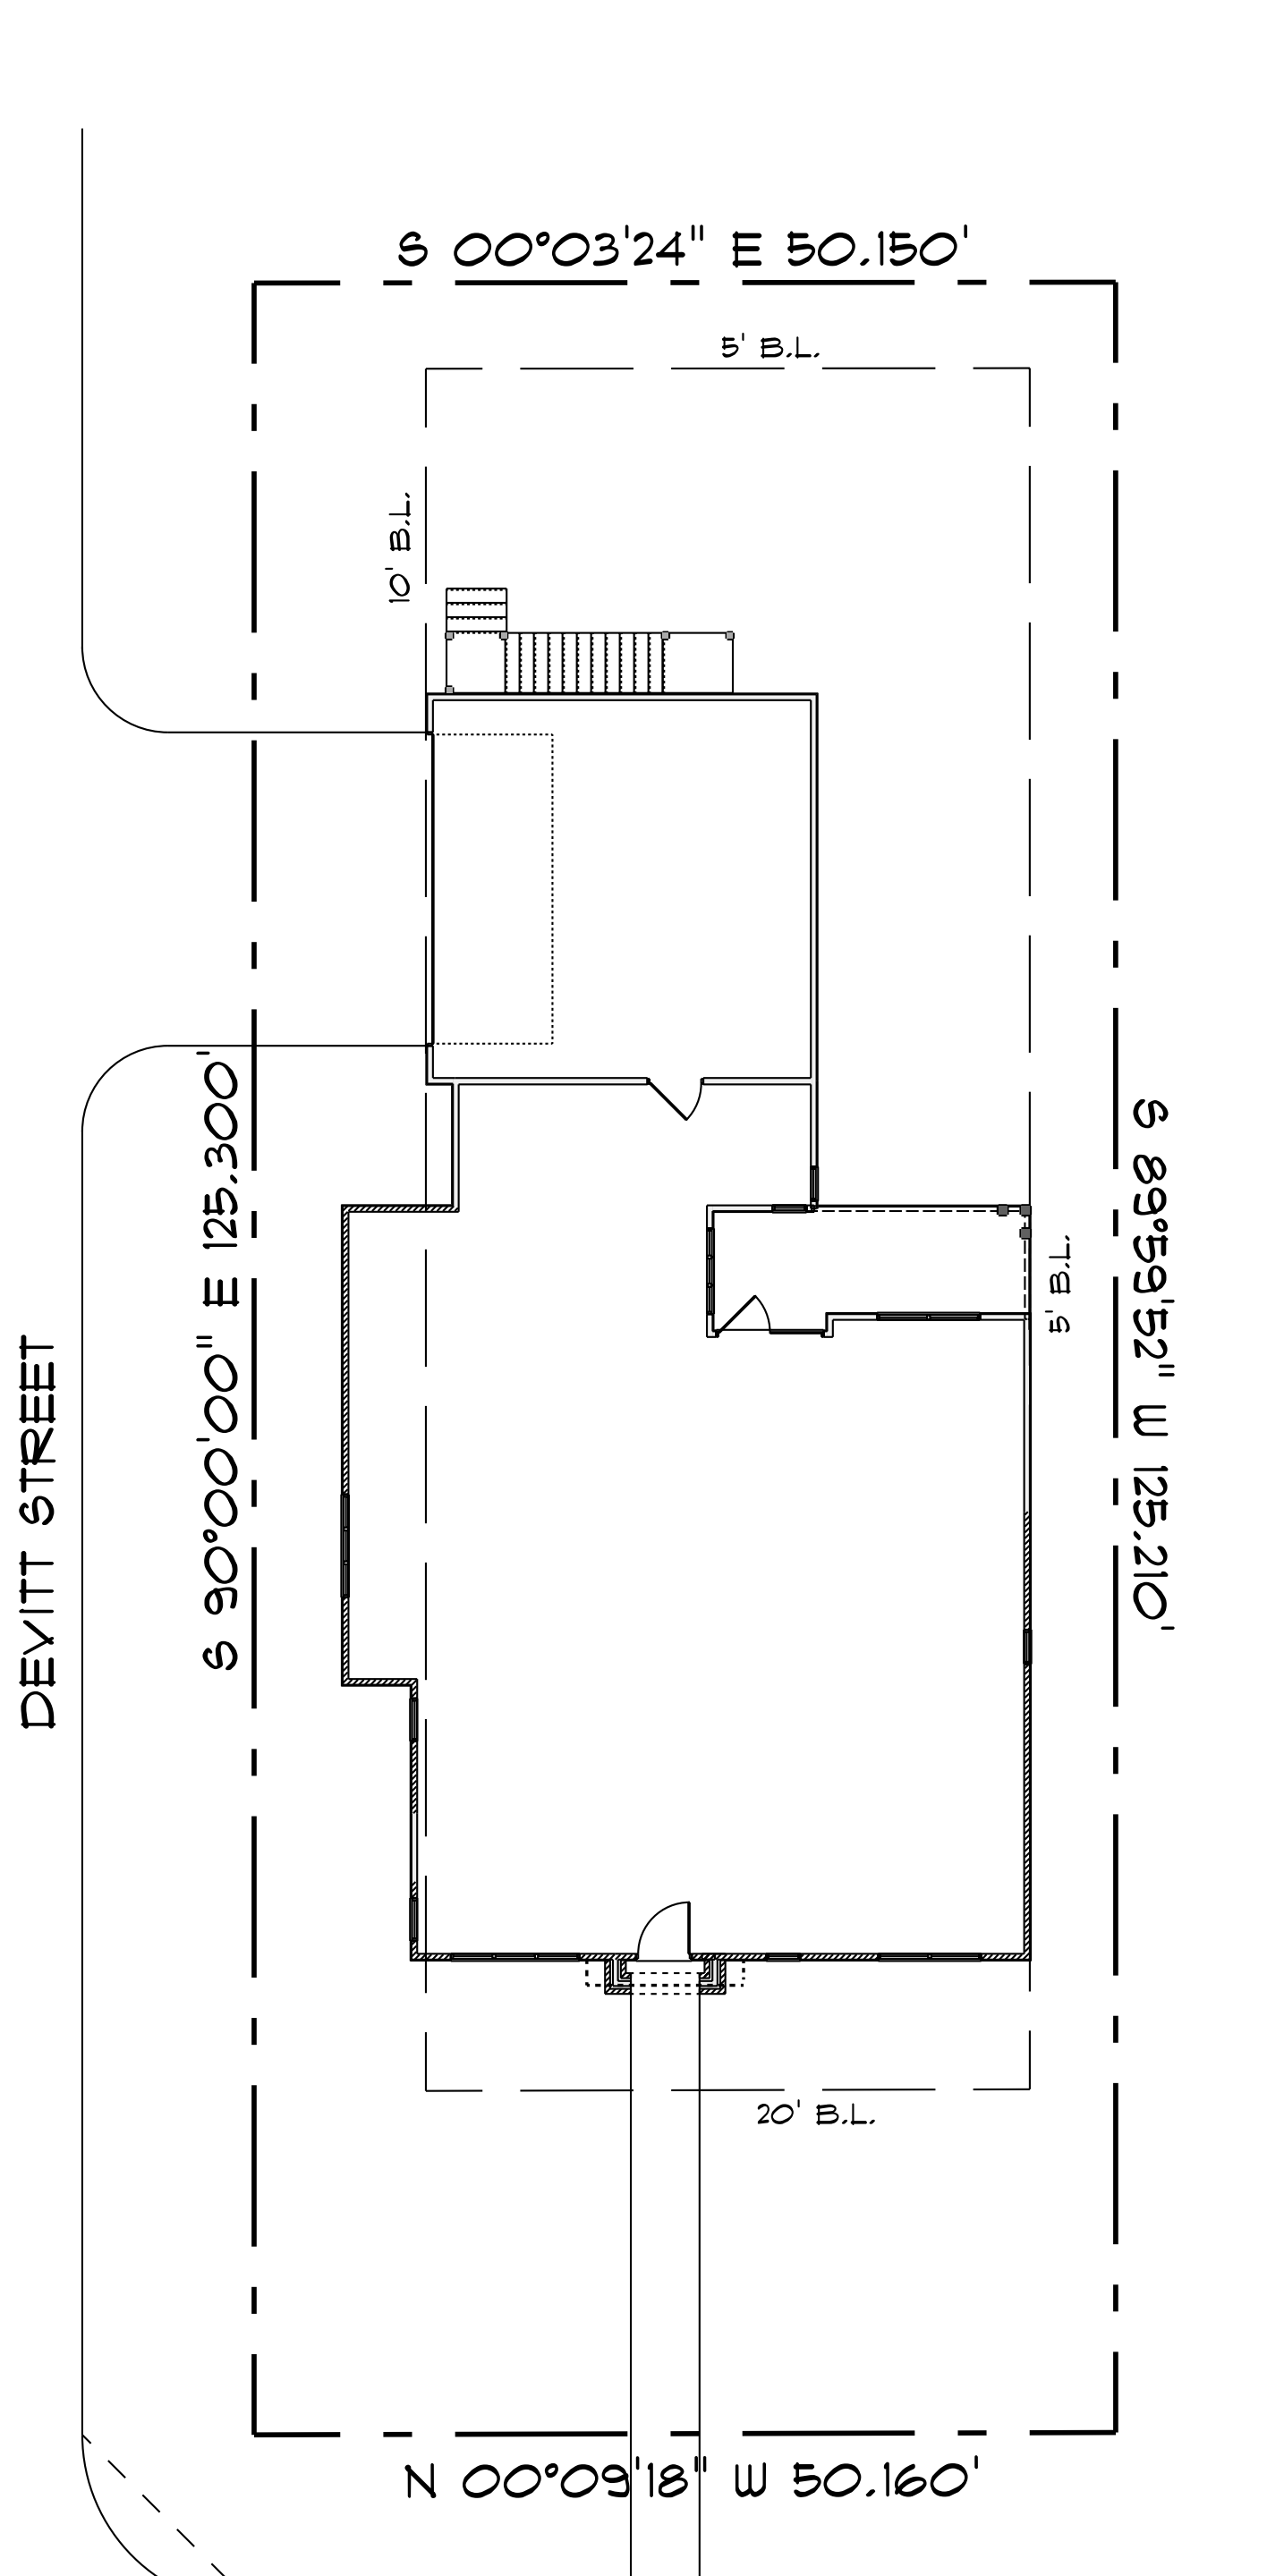 S 00°03'24" E 50.150'
5' B.L.
10' B.L.
S 90°00'00" E 125.300'
S 89°59'52" W 125.210'
5' B.L.
DEVITT STREET
20' B.L.
N 00°09'18" W 50.160'